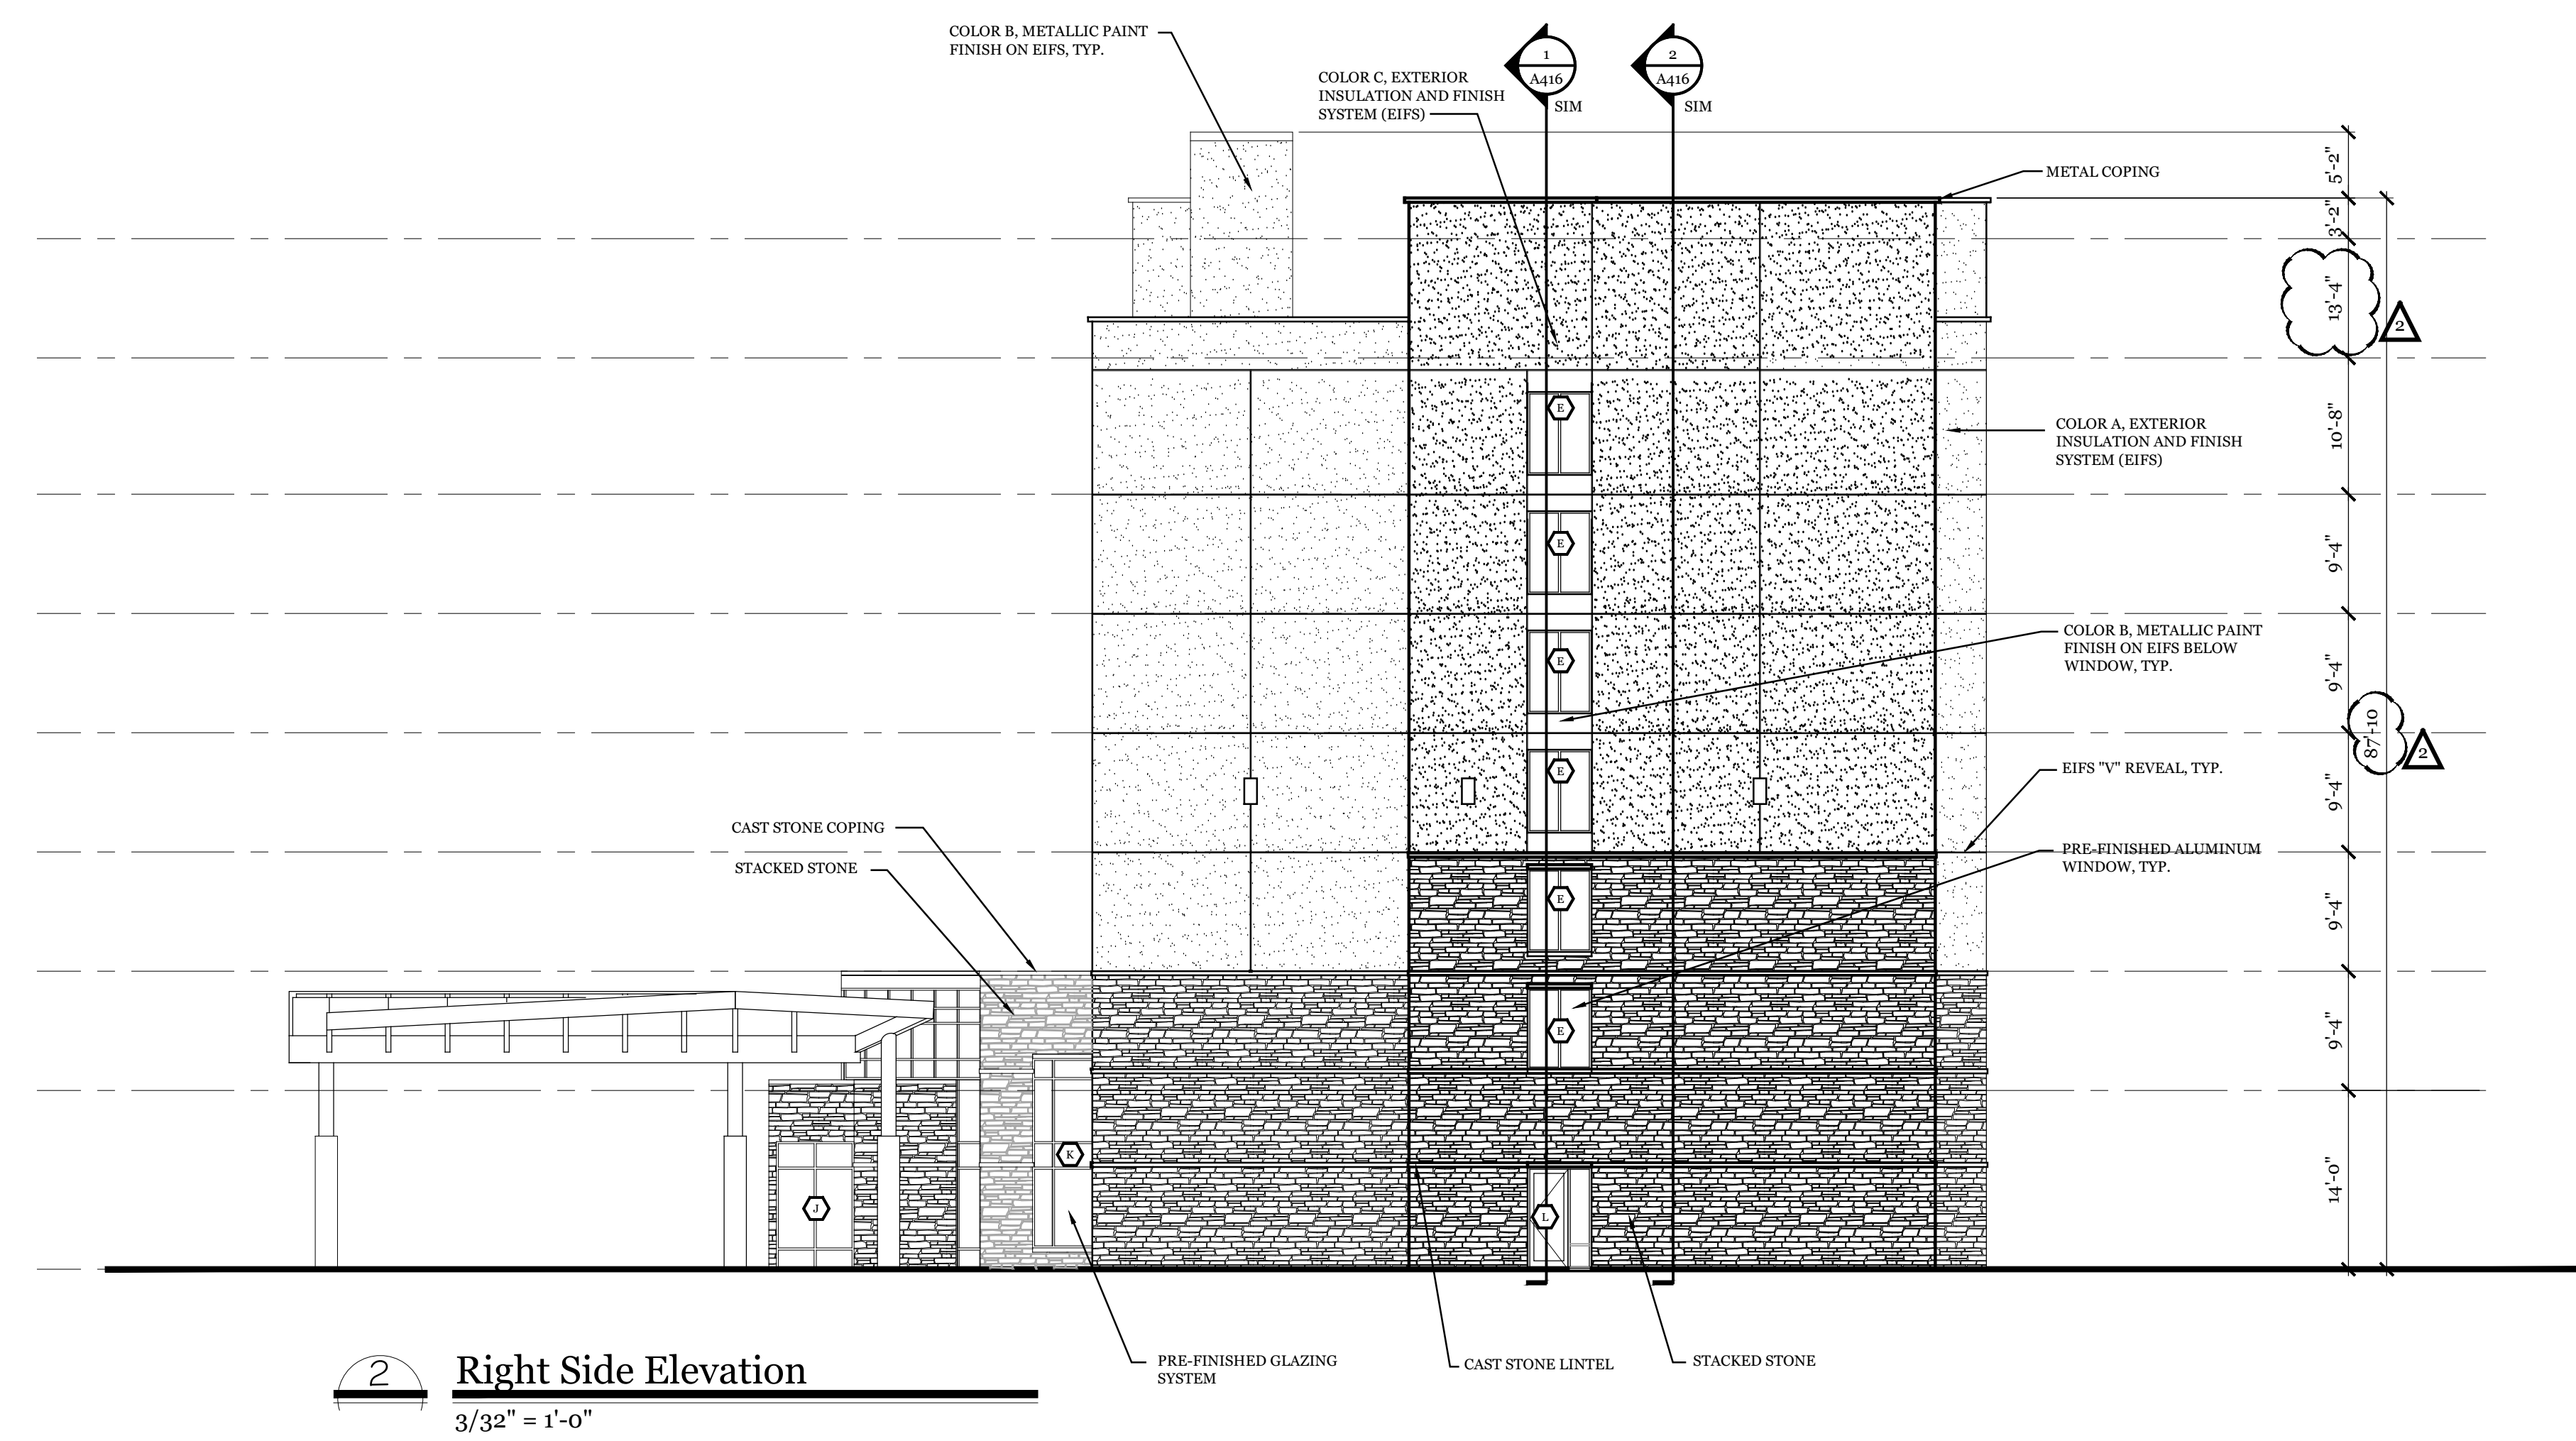 COLOR B, METALLIC PAINT
FINISH ON EIFS, TYP.
COLOR C, EXTERIOR
INSULATION AND FINISH
SYSTEM (EIFS)
1
A416
SIM
2
A416
SIM
METAL COPING
5'-2"
3'-2"
13'-4"
2
COLOR A, EXTERIOR
INSULATION AND FINISH
SYSTEM (EIFS)
10'-8"
E
E
9'-4"
COLOR B, METALLIC PAINT
FINISH ON EIFS BELOW
WINDOW, TYP.
E
9'-4"
87'-10
2
EIFS "V" REVEAL, TYP.
E
9'-4"
CAST STONE COPING
STACKED STONE
PRE-FINISHED ALUMINUM
WINDOW, TYP.
E
9'-4"
E
9'-4"
K
J
L
14'-0"
PRE-FINISHED GLAZING
SYSTEM
CAST STONE LINTEL
STACKED STONE
2
Right Side Elevation
3/32" = 1'-0"